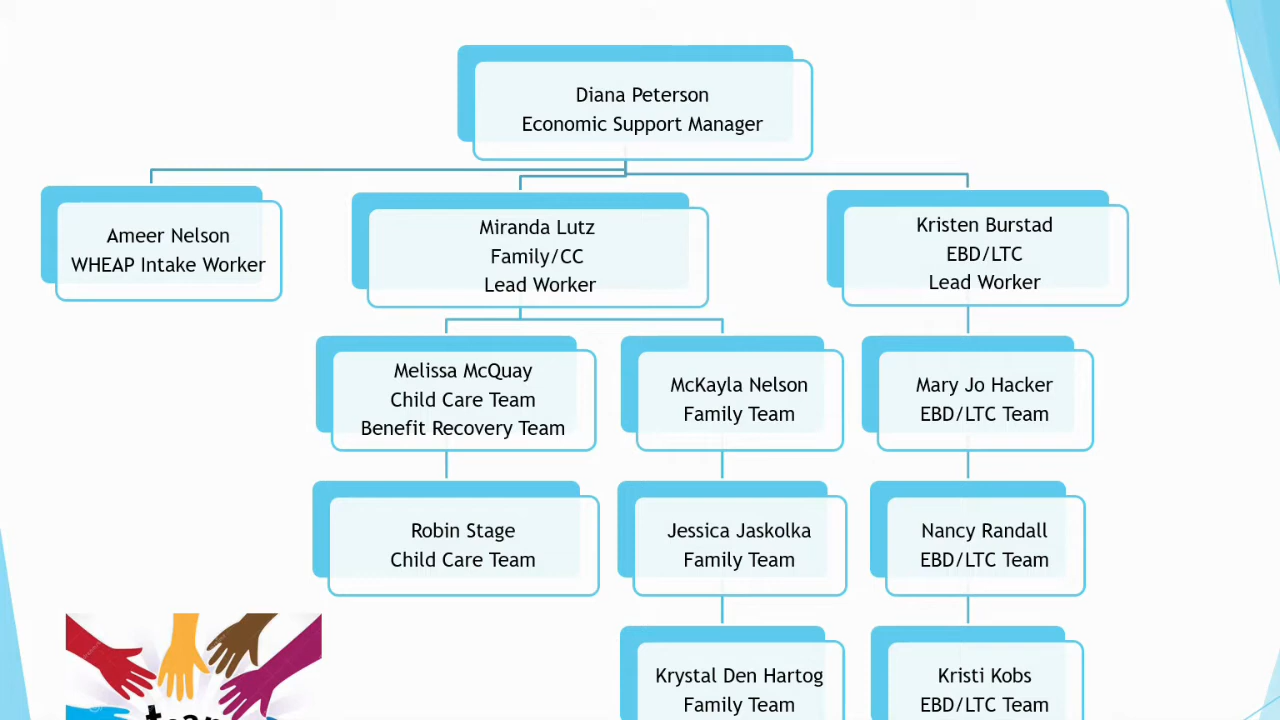 Diana Peterson
Economic Support Manager
Ameer Nelson
WHEAP Intake Worker
Miranda Lutz
Family/CC
Lead Worker
Kristen Burstad
EBD/LTC
Lead Worker
Melissa McQuay
Child Care Team
Benefit Recovery Team
McKayla Nelson
Family Team
Mary Jo Hacker
EBD/LTC Team
Robin Stage
Child Care Team
Jessica Jaskolka
Family Team
Nancy Randall
EBD/LTC Team
Krystal Den Hartog
Family Team
Kristi Kobs
EBD/LTC Team